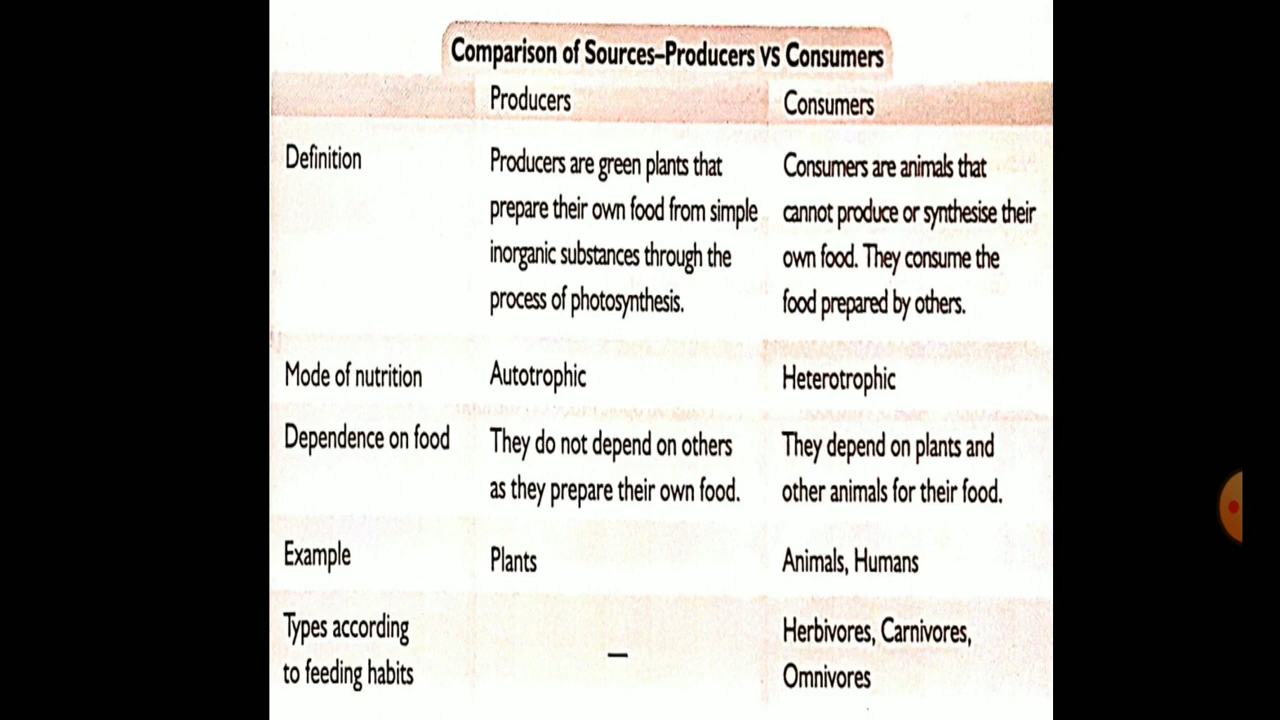 Comparison of Sources–Producers VS Consumers
Producers
Consumers
Definition
Producers are green plants that
prepare their own food from simple
inorganic substances through the
process of photosynthesis.
Consumers are animals that
cannot produce or synthesise their
own food. They consume the
food prepared by others.
Mode of nutrition
Autotrophic
Heterotrophic
Dependence on food
They do not depend on others
as they prepare their own food.
They depend on plants and
other animals for their food.
Example
Plants
Animals, Humans
Types according
to feeding habits
—
Herbivores, Carnivores,
Omnivores